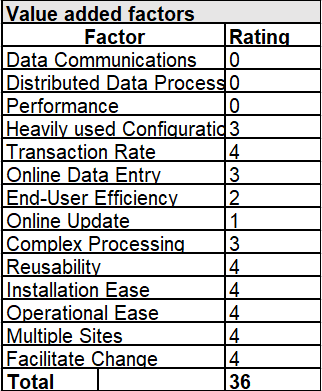 Value added factors
Factor Rating
Data Communications 0
Distributed Data Process 0
Performance 0
Heavily used Configuratio 3
Transaction Rate 4
Online Data Entry 3
End-User Efficiency 2
Online Update 1
Complex Processing 3
Reusability 4
Installation Ease 4
Operational Ease 4
Multiple Sites 4
Facilitate Change 4
Total 36